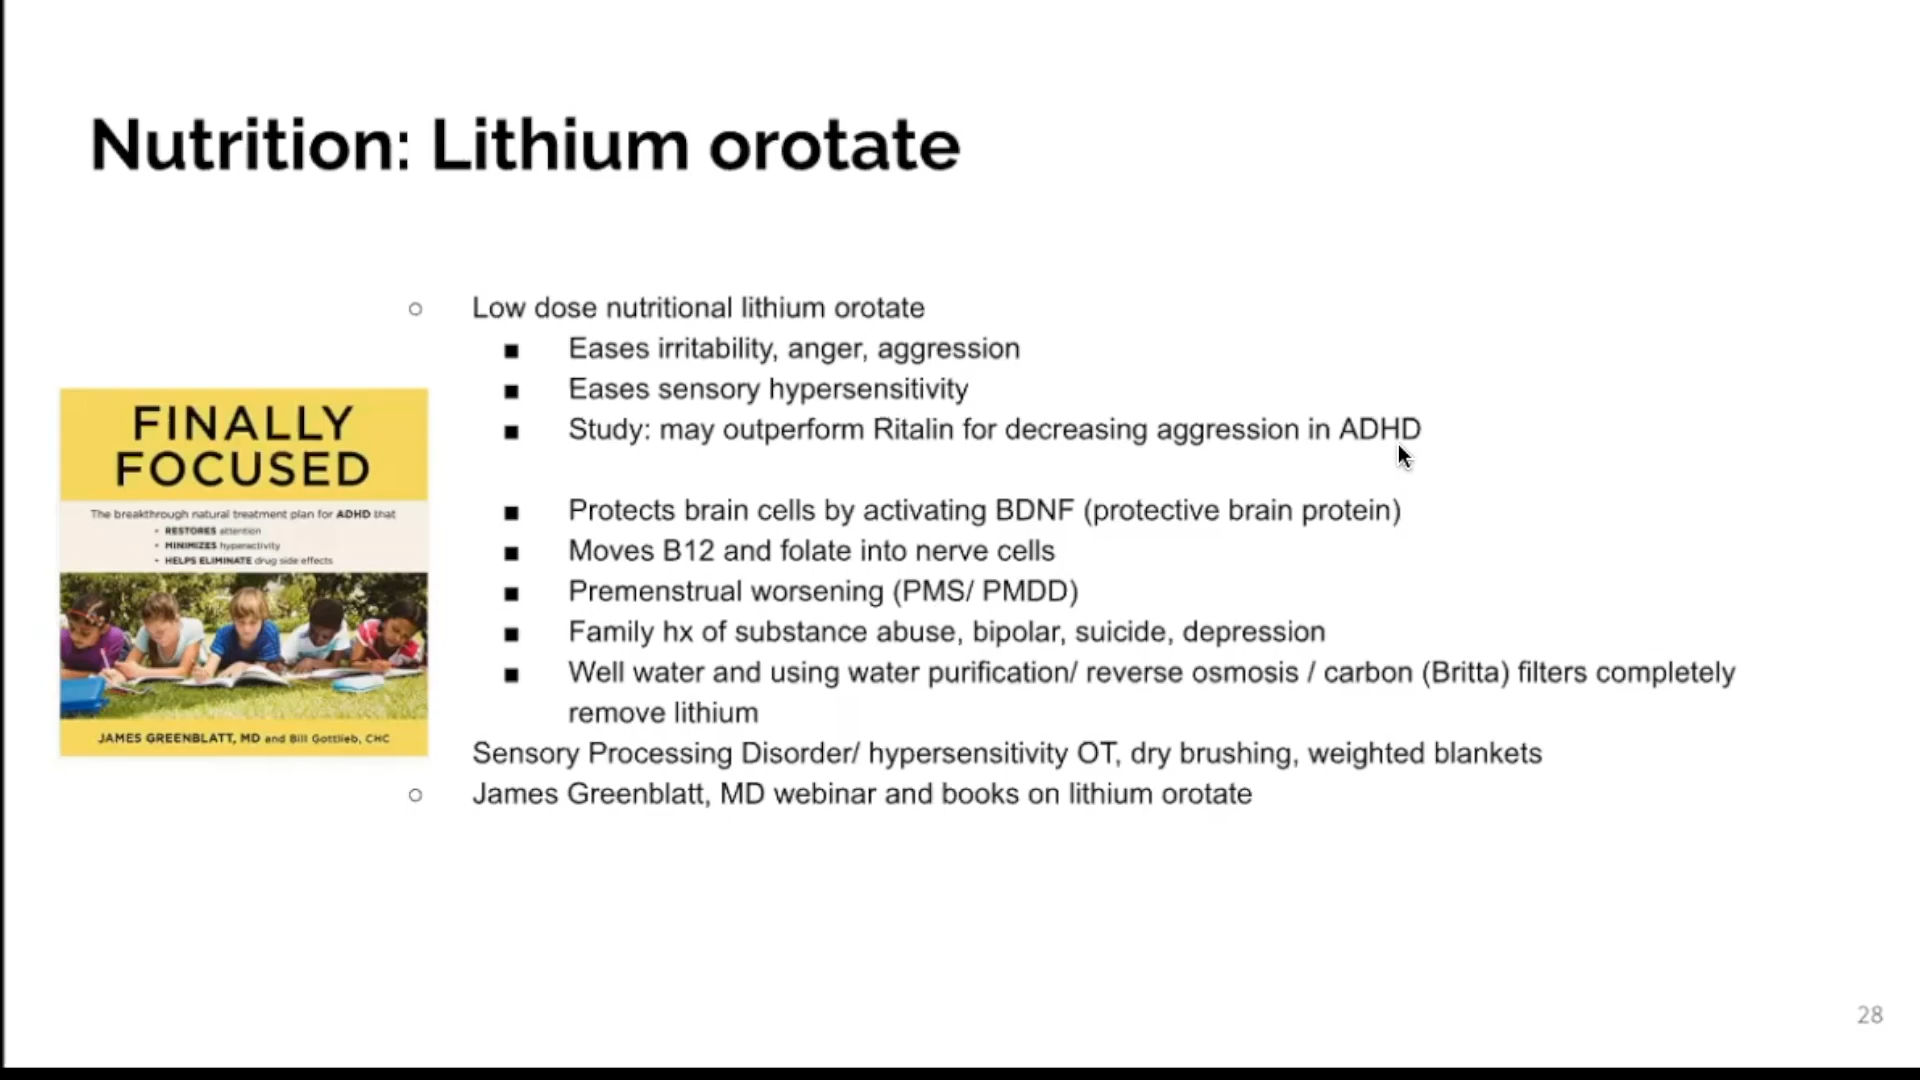 Nutrition: Lithium orotate
○ Low dose nutritional lithium orotate
■ Eases irritability, anger, aggression
■ Eases sensory hypersensitivity
■ Study: may outperform Ritalin for decreasing aggression in ADHD
■ Protects brain cells by activating BDNF (protective brain protein)
■ Moves B12 and folate into nerve cells
■ Premenstrual worsening (PMS/ PMDD)
■ Family hx of substance abuse, bipolar, suicide, depression
■ Well water and using water purification/ reverse osmosis / carbon (Britta) filters completely
remove lithium
Sensory Processing Disorder/ hypersensitivity OT, dry brushing, weighted blankets
○ James Greenblatt, MD webinar and books on lithium orotate
FINALLY
FOCUSED
The breakthrough natural treatment plan for ADHD that
• RESTORES attention
• MINIMIZES hyperactivity
• HELPS ELIMINATE drug side effects
JAMES GREENBLATT, MD and Bill Gottlieb, CHC
28